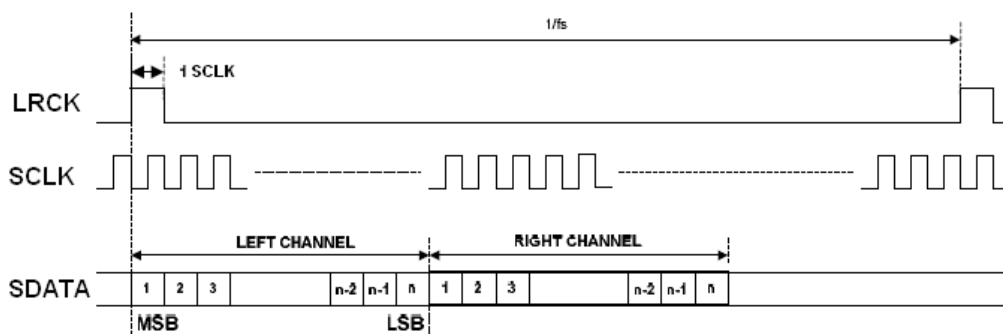 1/fs
1 SCLK
LRCK
SCLK
LEFT CHANNEL
RIGHT CHANNEL
SDATA
1 2 3 n-2 n-1 n 1 2 3 n-2 n-1 n
MSB LSB